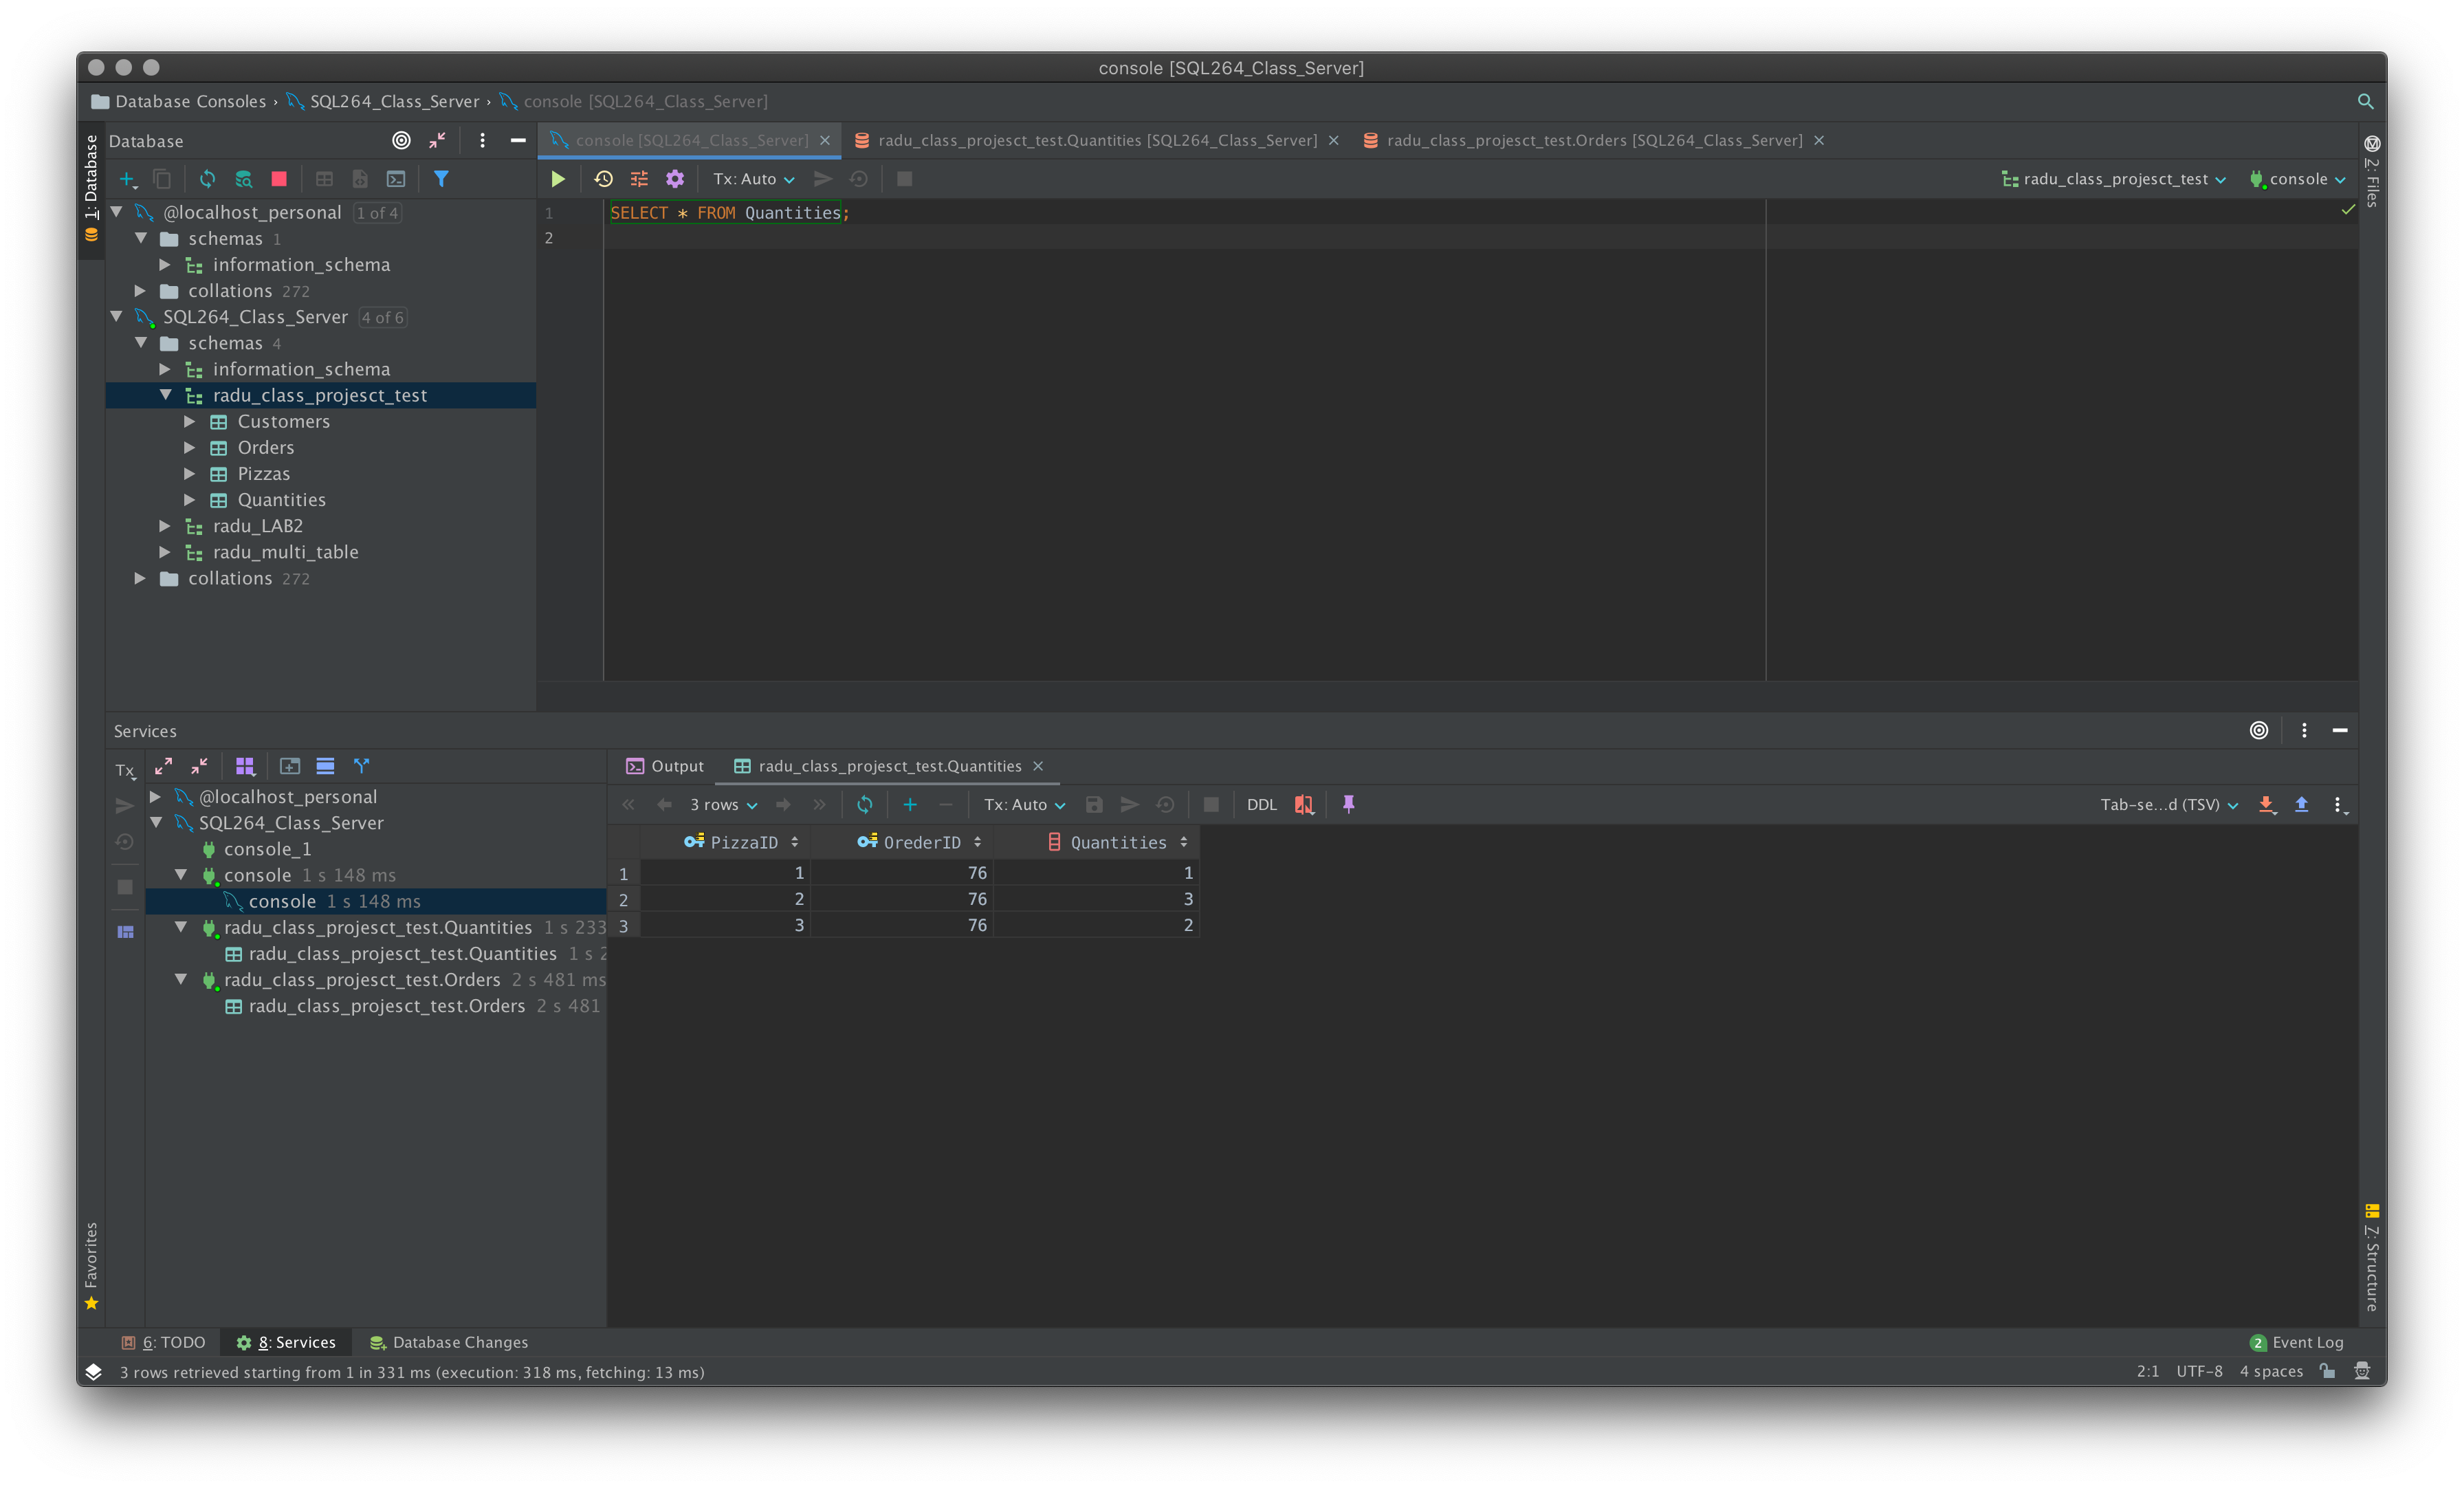 console [SQL264_Class_Server]
Database Consoles › SQL264_Class_Server › console [SQL264_Class_Server]
1: Database
Database
console [SQL264_Class_Server]
radu_class_projesct_test.Quantities [SQL264_Class_Server]
radu_class_projesct_test.Orders [SQL264_Class_Server]
Tx: Auto
radu_class_projesct_test
console
2: Files
@localhost_personal 1 of 4
schemas 1
information_schema
collations 272
SQL264_Class_Server 4 of 6
schemas 4
information_schema
radu_class_projesct_test
Customers
Orders
Pizzas
Quantities
radu_LAB2
radu_multi_table
collations 272
1 SELECT * FROM Quantities;
2
Services
Tx
@localhost_personal
SQL264_Class_Server
console_1
console 1 s 148 ms
console 1 s 148 ms
radu_class_projesct_test.Quantities 1 s 233
radu_class_projesct_test.Quantities 1 s 2
radu_class_projesct_test.Orders 2 s 481 ms
radu_class_projesct_test.Orders 2 s 481
Output
radu_class_projesct_test.Quantities
3 rows
Tx: Auto
DDL
Tab-se...d (TSV)
PizzaID OrederID Quantities
1 1 76 1
2 2 76 3
3 3 76 2
Favorites
7: Structure
6: TODO
8: Services
Database Changes
2 Event Log
3 rows retrieved starting from 1 in 331 ms (execution: 318 ms, fetching: 13 ms)
2:1 UTF-8 4 spaces